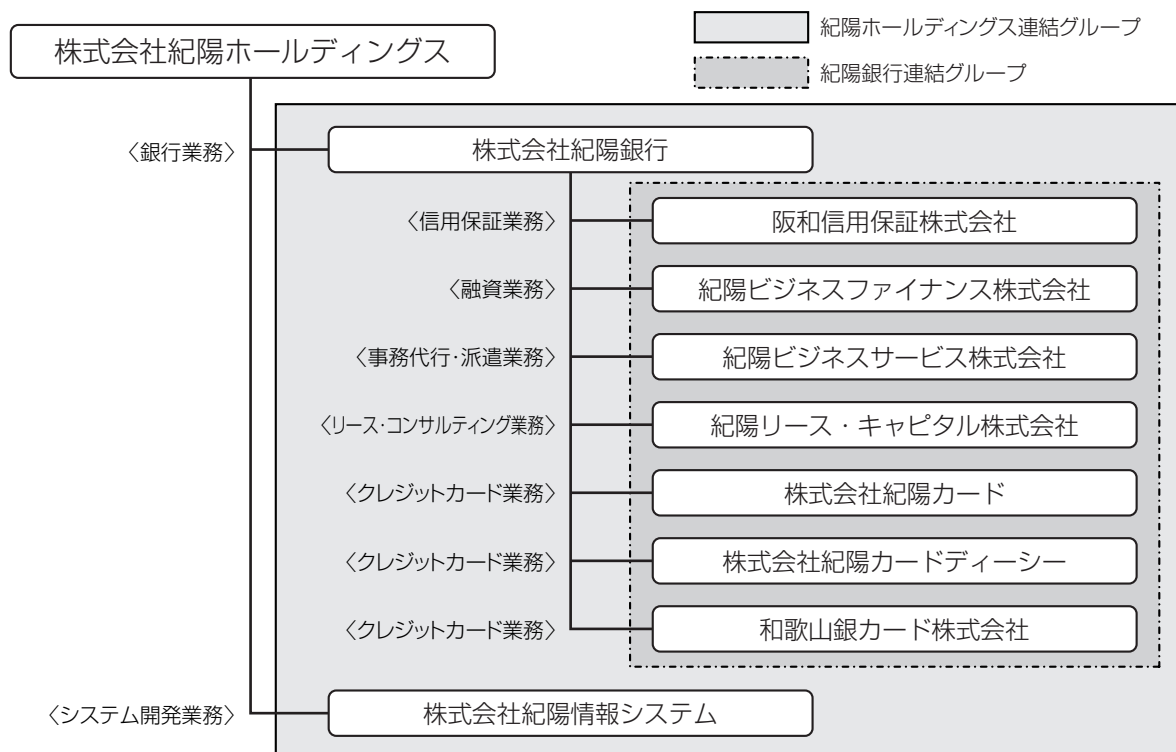 株式会社紀陽ホールディングス
紀陽ホールディングス連結グループ
紀陽銀行連結グループ
〈銀行業務〉
株式会社紀陽銀行
〈信用保証業務〉
阪和信用保証株式会社
〈融資業務〉
紀陽ビジネスファイナンス株式会社
〈事務代行・派遣業務〉
紀陽ビジネスサービス株式会社
〈リース・コンサルティング業務〉
紀陽リース・キャピタル株式会社
〈クレジットカード業務〉
株式会社紀陽カード
〈クレジットカード業務〉
株式会社紀陽カードディーシー
〈クレジットカード業務〉
和歌山銀カード株式会社
〈システム開発業務〉
株式会社紀陽情報システム